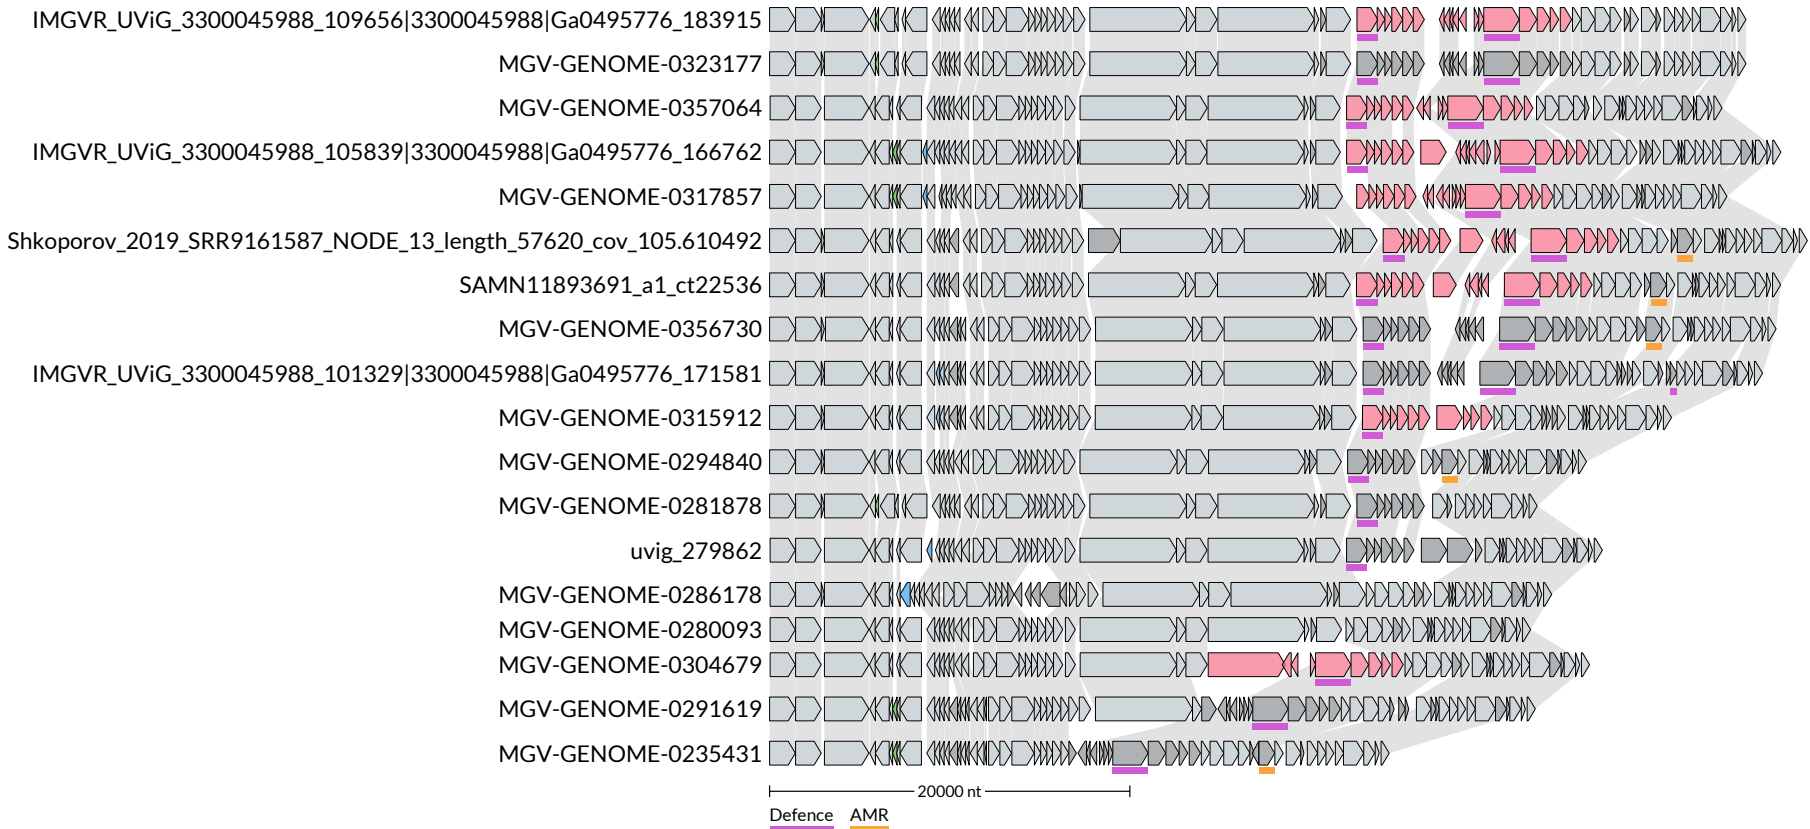 IMGVR_UViG_3300045988_109656|3300045988|Ga0495776_183915
MGV-GENOME-0323177
MGV-GENOME-0357064
IMGVR_UViG_3300045988_105839|3300045988|Ga0495776_166762
MGV-GENOME-0317857
Shkoporov_2019_SRR9161587_NODE_13_length_57620_cov_105.610492
SAMN11893691_a1_ct22536
MGV-GENOME-0356730
IMGVR_UViG_3300045988_101329|3300045988|Ga0495776_171581
MGV-GENOME-0315912
MGV-GENOME-0294840
MGV-GENOME-0281878
uvig_279862
MGV-GENOME-0286178
MGV-GENOME-0280093
MGV-GENOME-0304679
MGV-GENOME-0291619
MGV-GENOME-0235431
20000 nt
Defence AMR